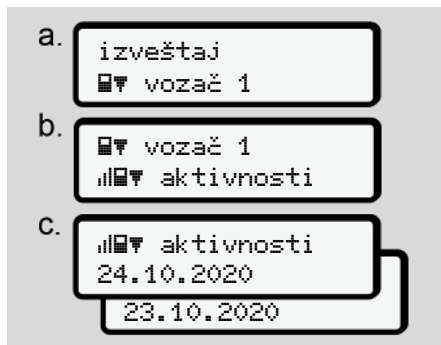 a.
izveštaj
vozač 1
b.
vozač 1
aktivnosti
c.
aktivnosti
24.10.2020
23.10.2020